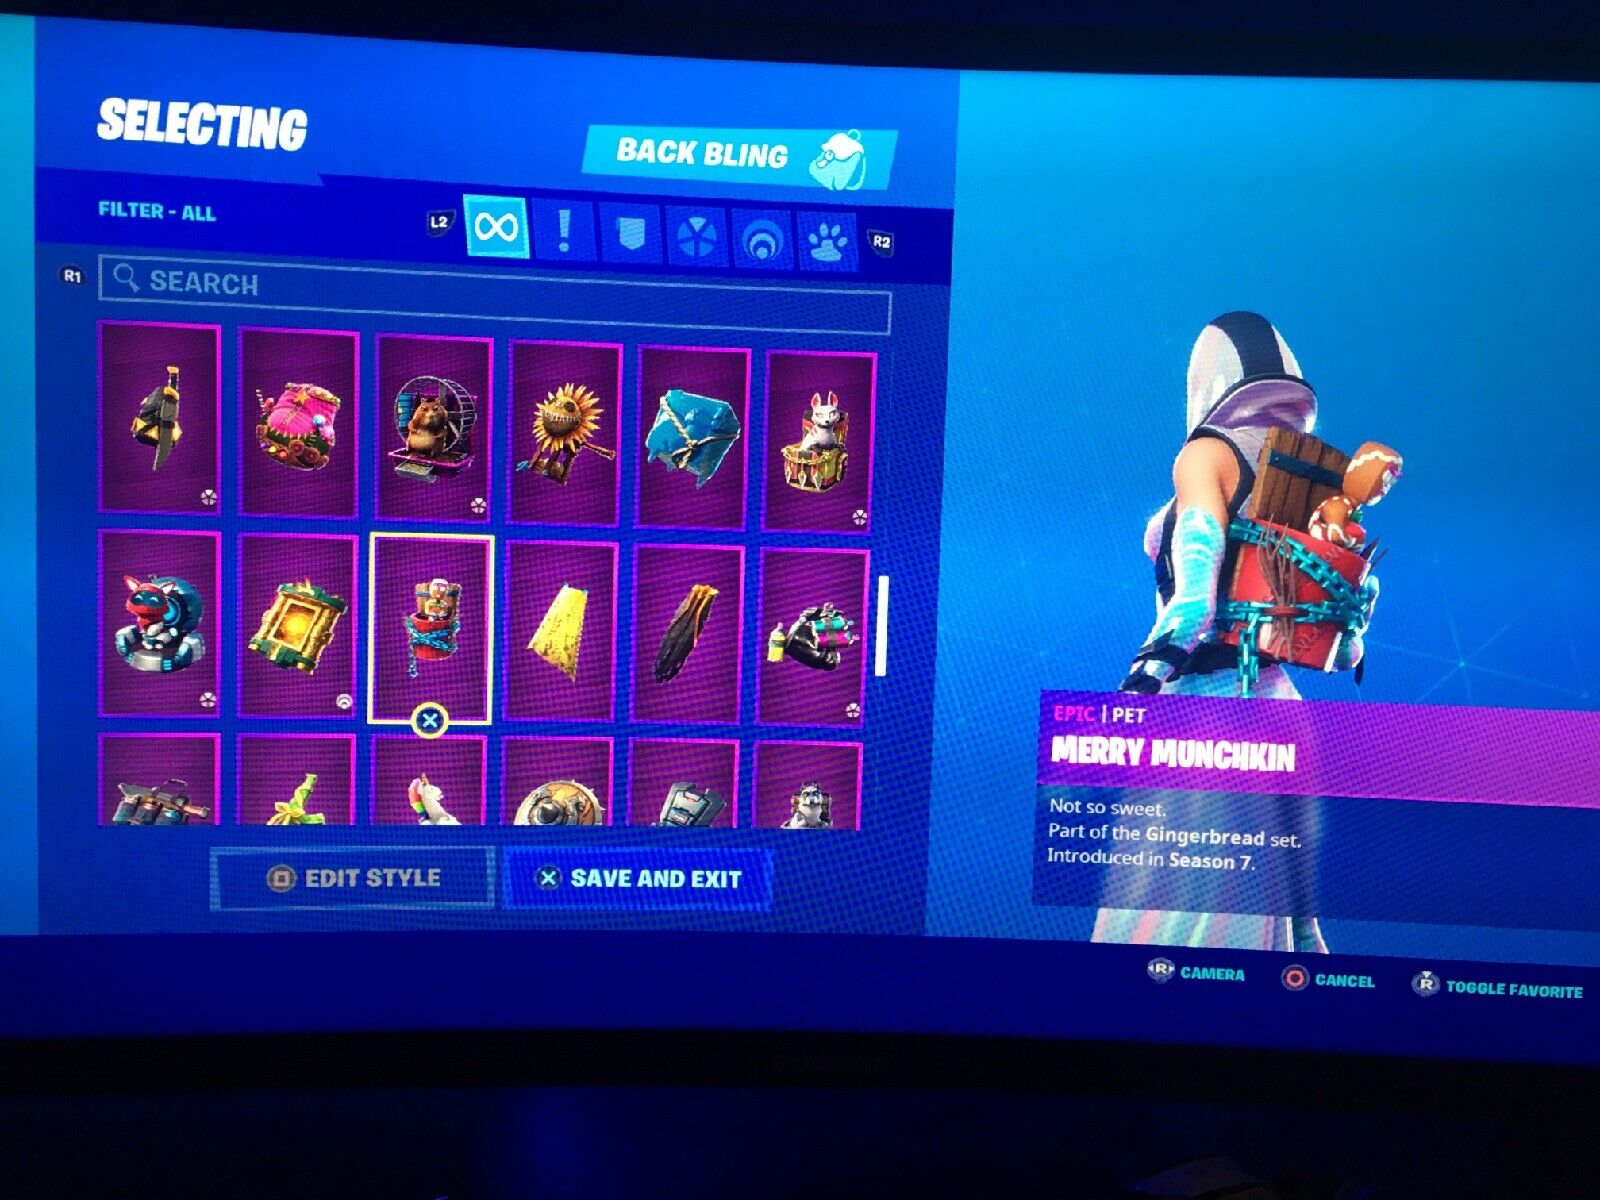 SELECTING
BACK BLING
FILTER - ALL
L2
R2
R1
SEARCH
EPIC | PET
MERRY MUNCHKIN
Not so sweet.
Part of the Gingerbread set.
Introduced in Season 7.
EDIT STYLE
SAVE AND EXIT
R CAMERA
CANCEL
R TOGGLE FAVORITE